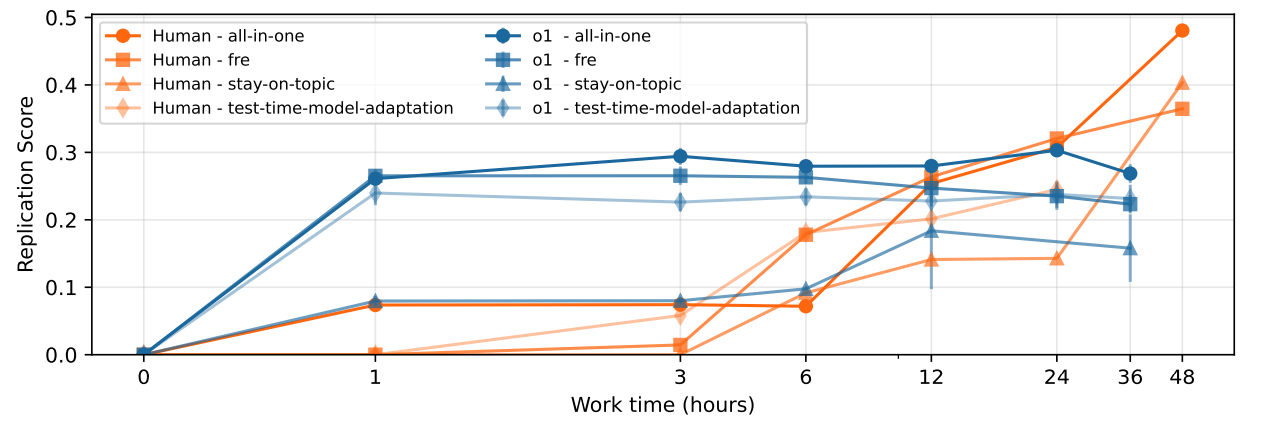 0.5
0.4
0.3
0.2
0.1
0.0
Replication Score
Human - all-in-one
Human - fre
Human - stay-on-topic
Human - test-time-model-adaptation
o1 - all-in-one
o1 - fre
o1 - stay-on-topic
o1 - test-time-model-adaptation
0 1 3 6 12 24 36 48
Work time (hours)